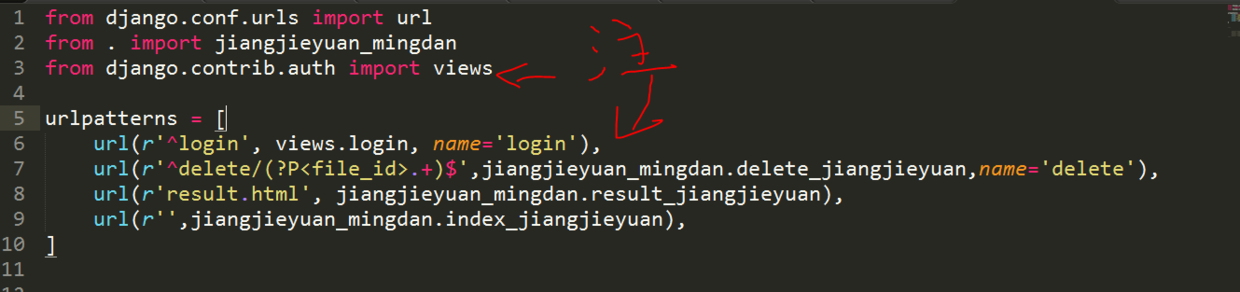 1 from django.conf.urls import url
2 from . import jiangjieyuan_mingdan
3 from django.contrib.auth import views
4
5 urlpatterns = [
6 url(r'^login', views.login, name='login'),
7 url(r'^delete/(?P<file_id>.+)$',jiangjieyuan_mingdan.delete_jiangjieyuan,name='delete'),
8 url(r'result.html', jiangjieyuan_mingdan.result_jiangjieyuan),
9 url(r'',jiangjieyuan_mingdan.index_jiangjieyuan),
10 ]
11